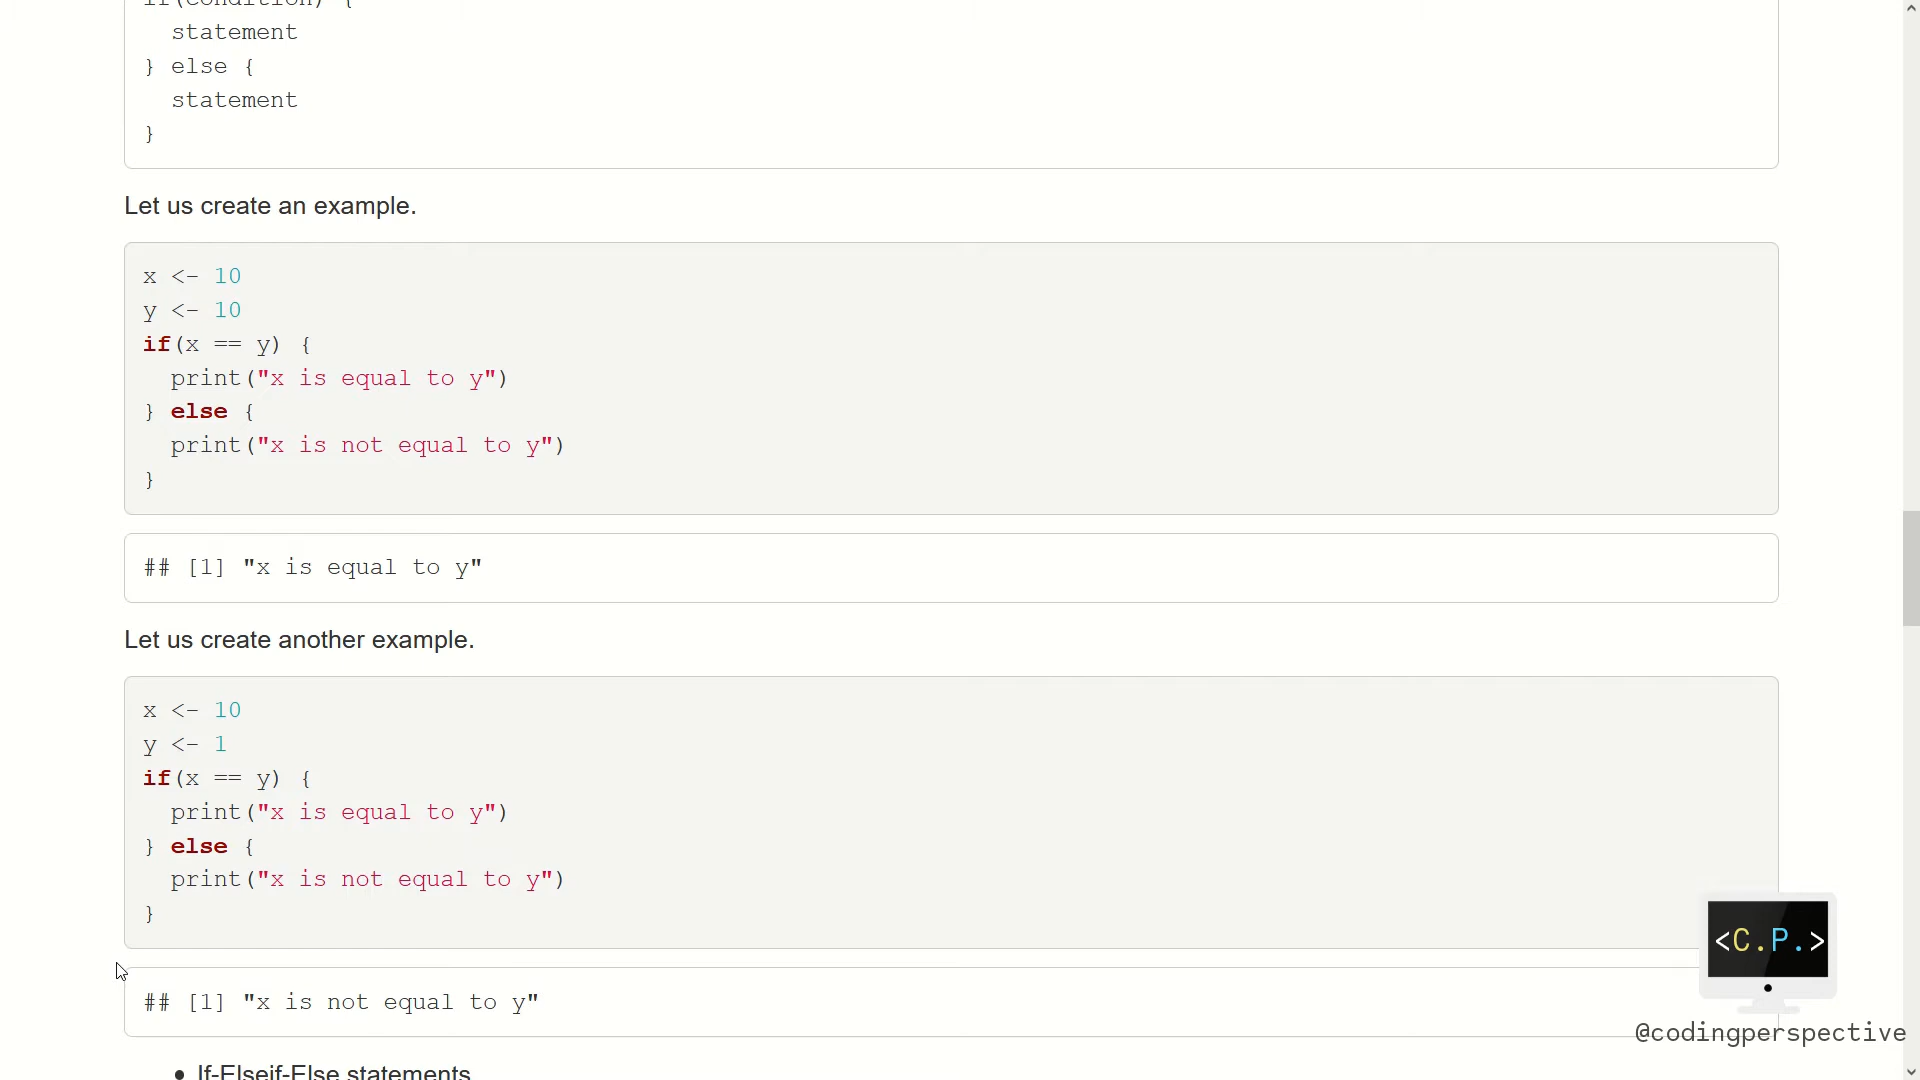 if(condition) {
  statement
} else {
  statement
}
Let us create an example.
x <- 10
y <- 10
if(x == y) {
  print("x is equal to y")
} else {
  print("x is not equal to y")
}
## [1] "x is equal to y"
Let us create another example.
x <- 10
y <- 1
if(x == y) {
  print("x is equal to y")
} else {
  print("x is not equal to y")
}
## [1] "x is not equal to y"
<C.P.>
@codingperspective
• If-Elseif-Else statements